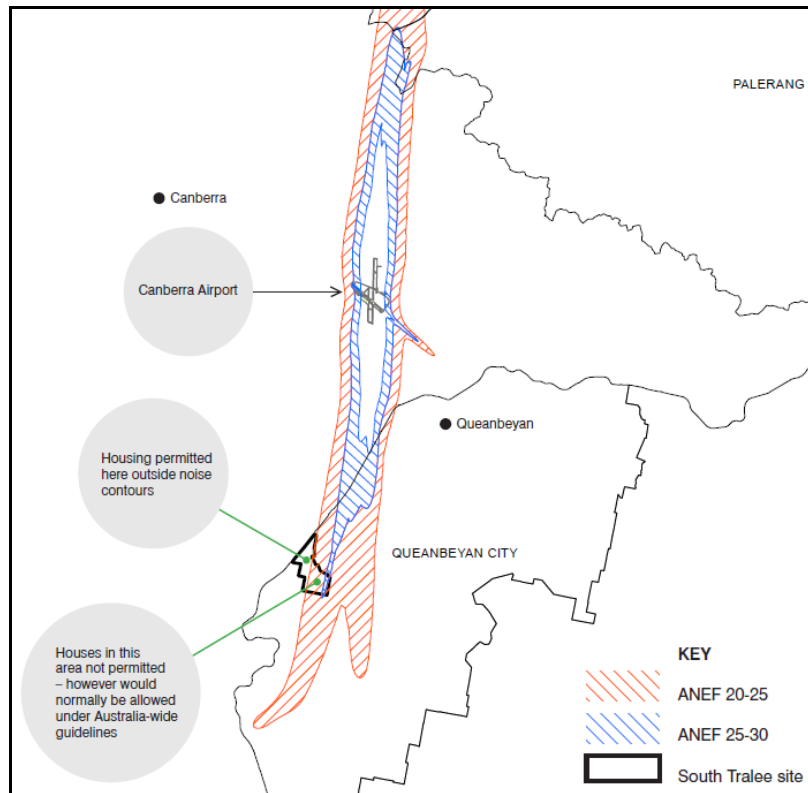 PALERANG
Canberra
Canberra Airport
Queanbeyan
Housing permitted
here outside noise
contours
QUEANBEYAN CITY
Houses in this
area not permitted
– however would
normally be allowed
under Australia-wide
guidelines
KEY
ANEF 20-25
ANEF 25-30
South Tralee site